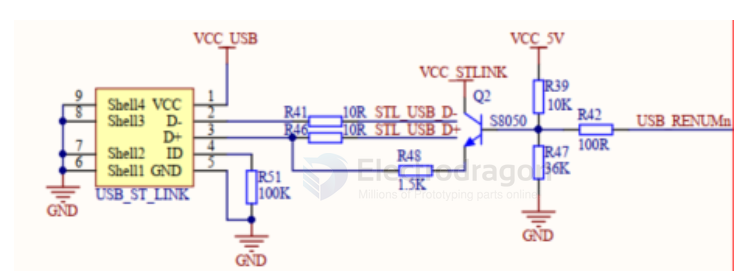 VCC_USB
VCC_5V
VCC_STLINK
9 Shell4 VCC 1
8 Shell3 D- 2
D+ 3
7 Shell2 ID 4
6 Shell1 GND 5
USB_ST_LINK
GND
R41 10R STL_USB_D-
R46 10R STL_USB_D+
Q2
S8050
R39
10K
R42
100R
USB_RENUMn
R48
1.5K
R47
36K
R51
100K
GND
GND
Electrodragon
Millions of Prototyping parts online